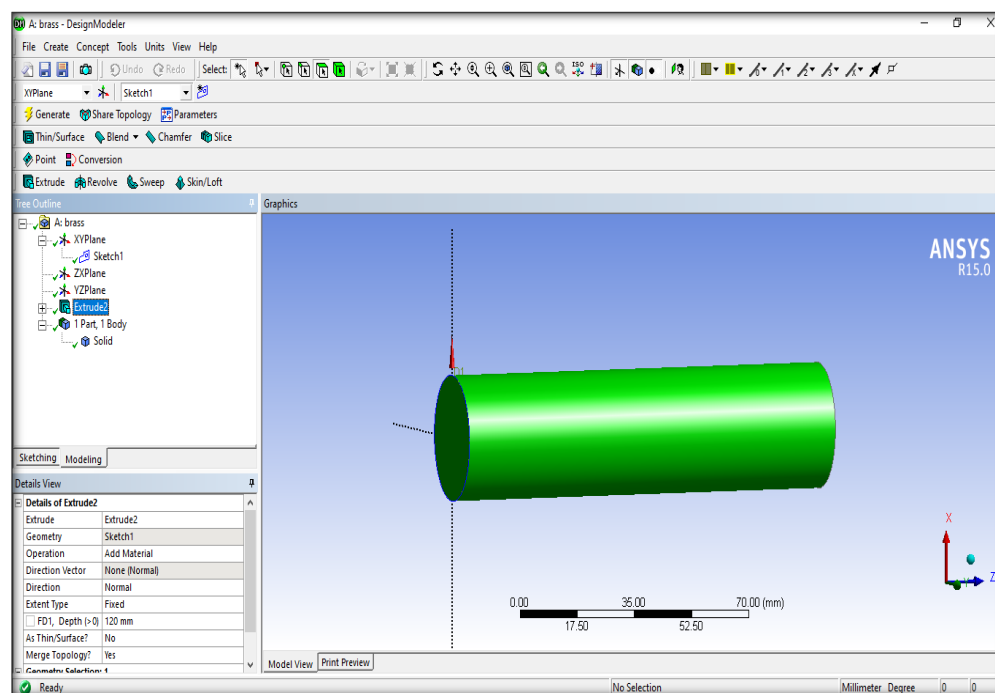 A: brass - DesignModeler
File Create Concept Tools Units View Help
Undo Redo Select:
ISO
XYPlane Sketch1
Generate Share Topology Parameters
Thin/Surface Blend Chamfer Slice
Point Conversion
Extrude Revolve Sweep Skin/Loft
Tree Outline
A: brass
XYPlane
Sketch1
ZXPlane
YZPlane
Extrude2
1 Part, 1 Body
Solid
Sketching Modeling
Details View
Details of Extrude2
Extrude Extrude2
Geometry Sketch1
Operation Add Material
Direction Vector None (Normal)
Direction Normal
Extent Type Fixed
FD1, Depth (>0) 120 mm
As Thin/Surface? No
Merge Topology? Yes
Geometry Selection: 1
Graphics
ANSYS
R15.0
D1
X
Z
0.00 35.00 70.00 (mm)
17.50 52.50
Model View Print Preview
Ready No Selection Millimeter Degree 0 0